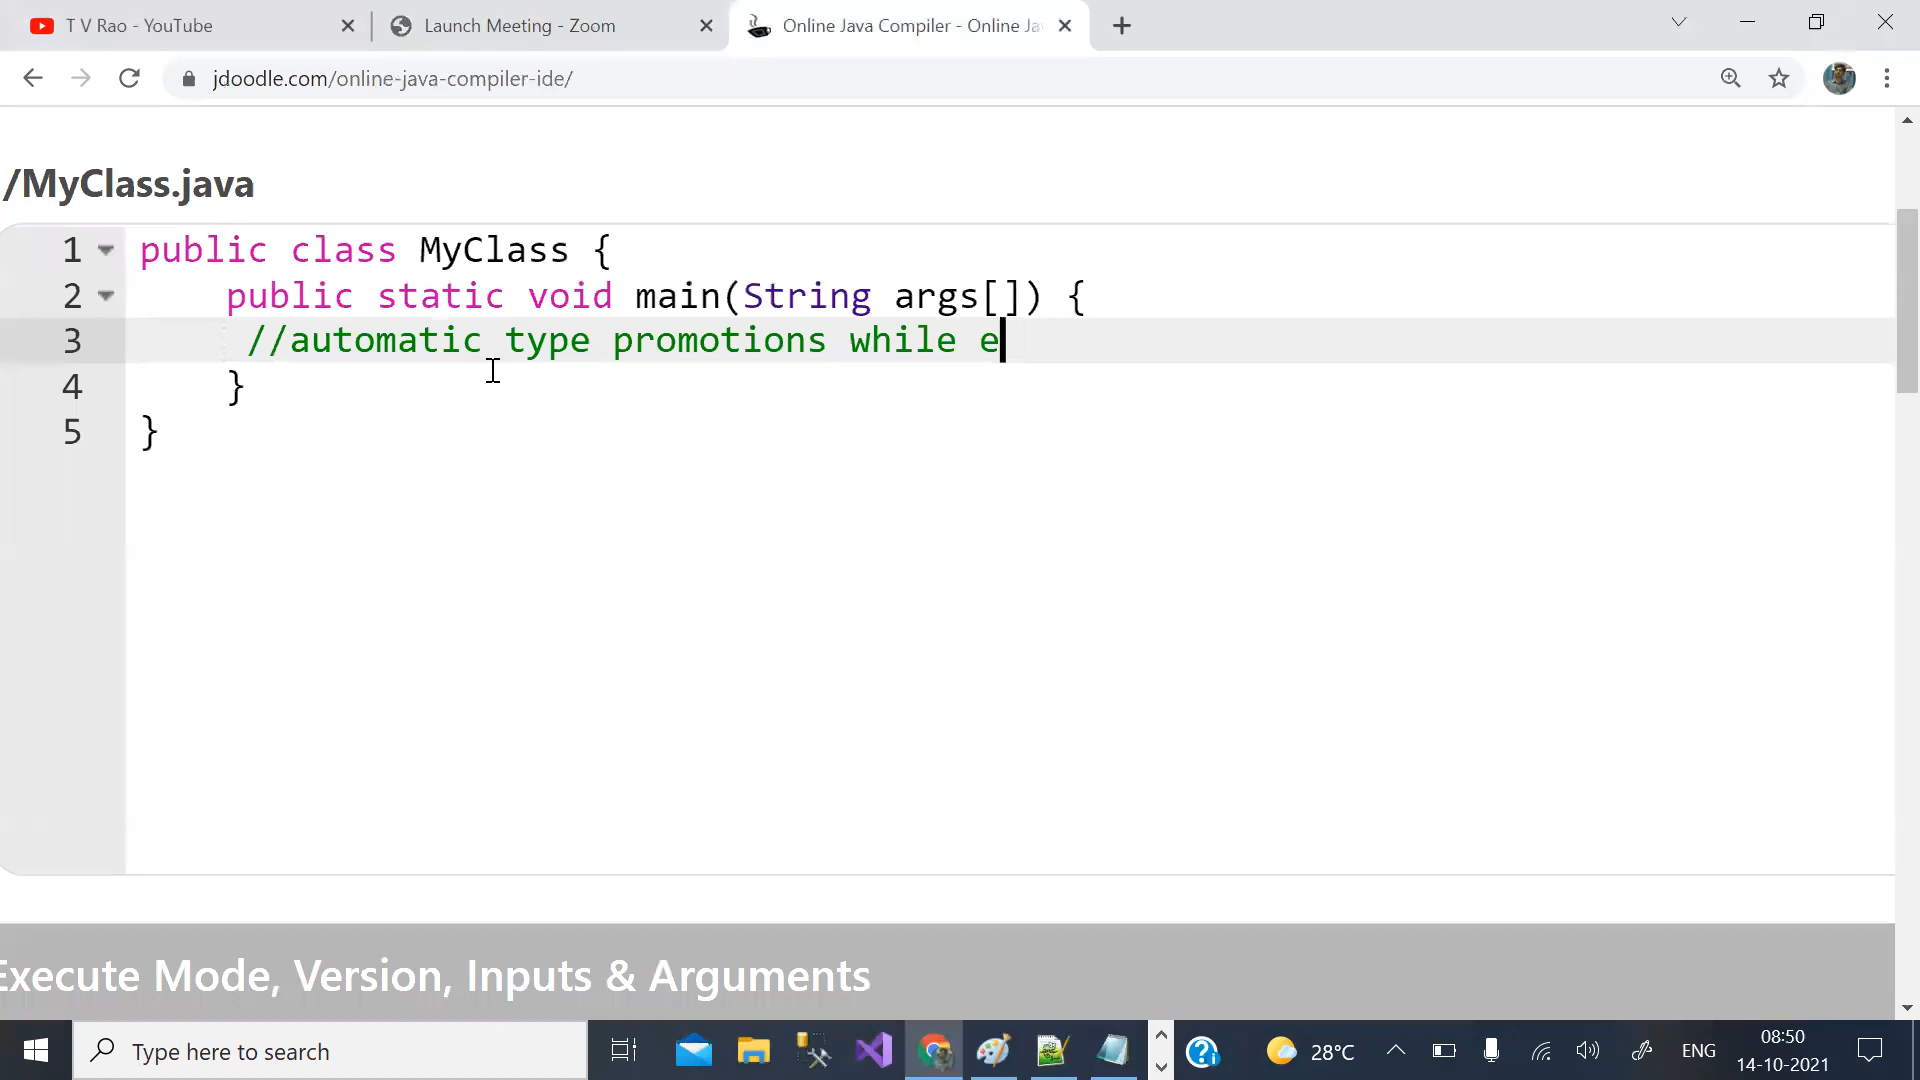 T V Rao - YouTube
Launch Meeting - Zoom
Online Java Compiler - Online Ja
jdoodle.com/online-java-compiler-ide/
/MyClass.java
1 public class MyClass {
2 public static void main(String args[]) {
3 //automatic type promotions while e
4 }
5 }
Execute Mode, Version, Inputs & Arguments
Type here to search
28°C
ENG
08:50
14-10-2021